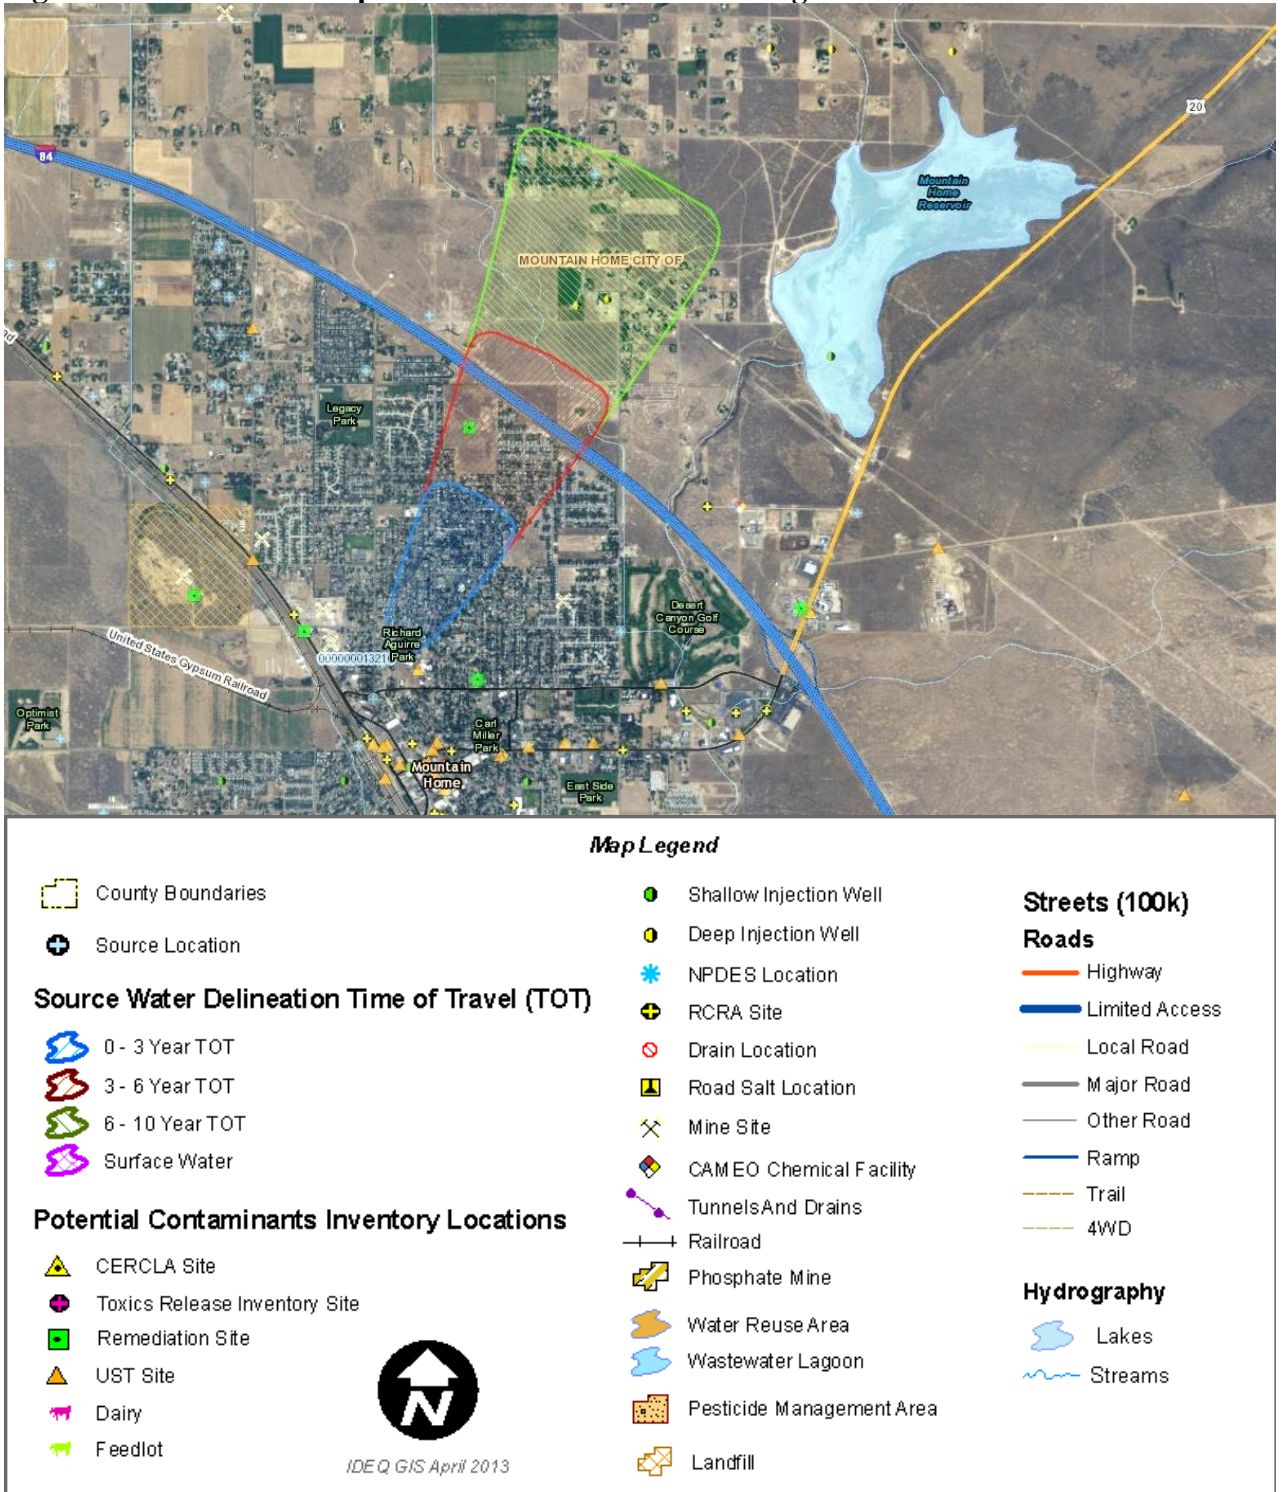 84
20
Mountain
Home
Reservoir
MOUNTAIN HOME CITY OF
Legacy
Park
Desert
Canyon Golf
Course
Richard
Aguirre
Park
United States Gypsum Railroad
Optimist
Park
Carl
Miller
Park
Mountain
Home
East Side
Park
Map Legend
County Boundaries
Source Location
Source Water Delineation Time of Travel (TOT)
0 - 3 Year TOT
3 - 6 Year TOT
6 - 10 Year TOT
Surface Water
Potential Contaminants Inventory Locations
CERCLA Site
Toxics Release Inventory Site
Remediation Site
UST Site
Dairy
Feedlot
N
IDEQ GIS April 2013
Shallow Injection Well
Deep Injection Well
NPDES Location
RCRA Site
Drain Location
Road Salt Location
Mine Site
CAMEO Chemical Facility
Tunnels And Drains
Railroad
Phosphate Mine
Water Reuse Area
Wastewater Lagoon
Pesticide Management Area
Landfill
Streets (100k)
Roads
Highway
Limited Access
Local Road
Major Road
Other Road
Ramp
Trail
4WD
Hydrography
Lakes
Streams